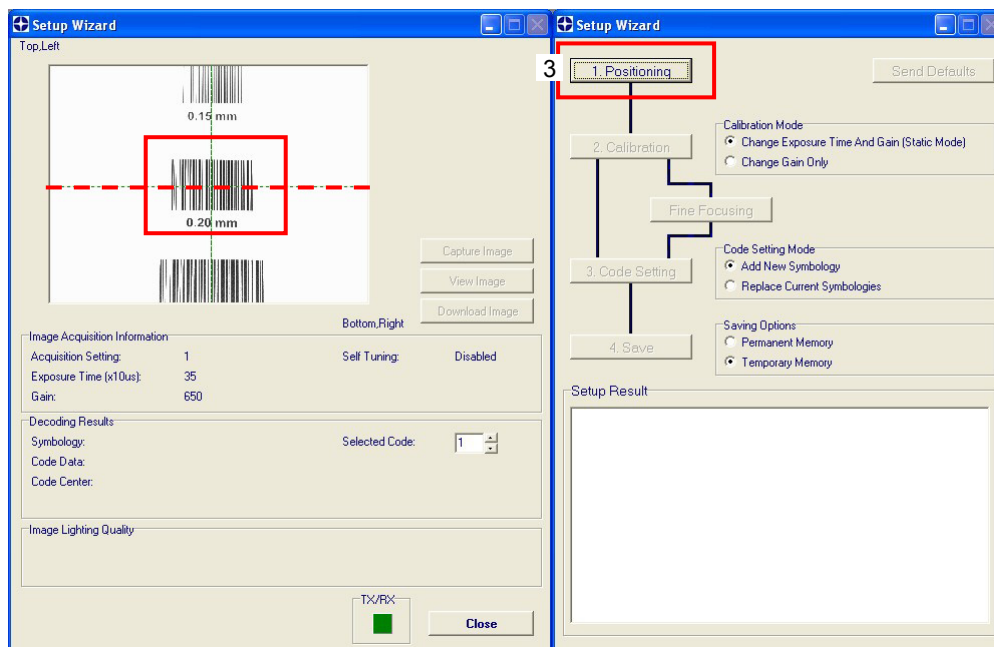 Setup Wizard
Top,Left
0.15 mm
0.20 mm
Capture Image
View Image
Download Image
Bottom,Right
Image Acquisition Information
Acquisition Setting: 1 Self Tuning: Disabled
Exposure Time (x10us): 35
Gain: 650
Decoding Results
Symbology: Selected Code: 1
Code Data:
Code Center:
Image Lighting Quality
TX/RX
Close
Setup Wizard
3 1. Positioning Send Defaults
Calibration Mode
2. Calibration Change Exposure Time And Gain (Static Mode)
Change Gain Only
Fine Focusing
Code Setting Mode
3. Code Setting Add New Symbology
Replace Current Symbologies
Saving Options
4. Save Permanent Memory
Temporary Memory
Setup Result